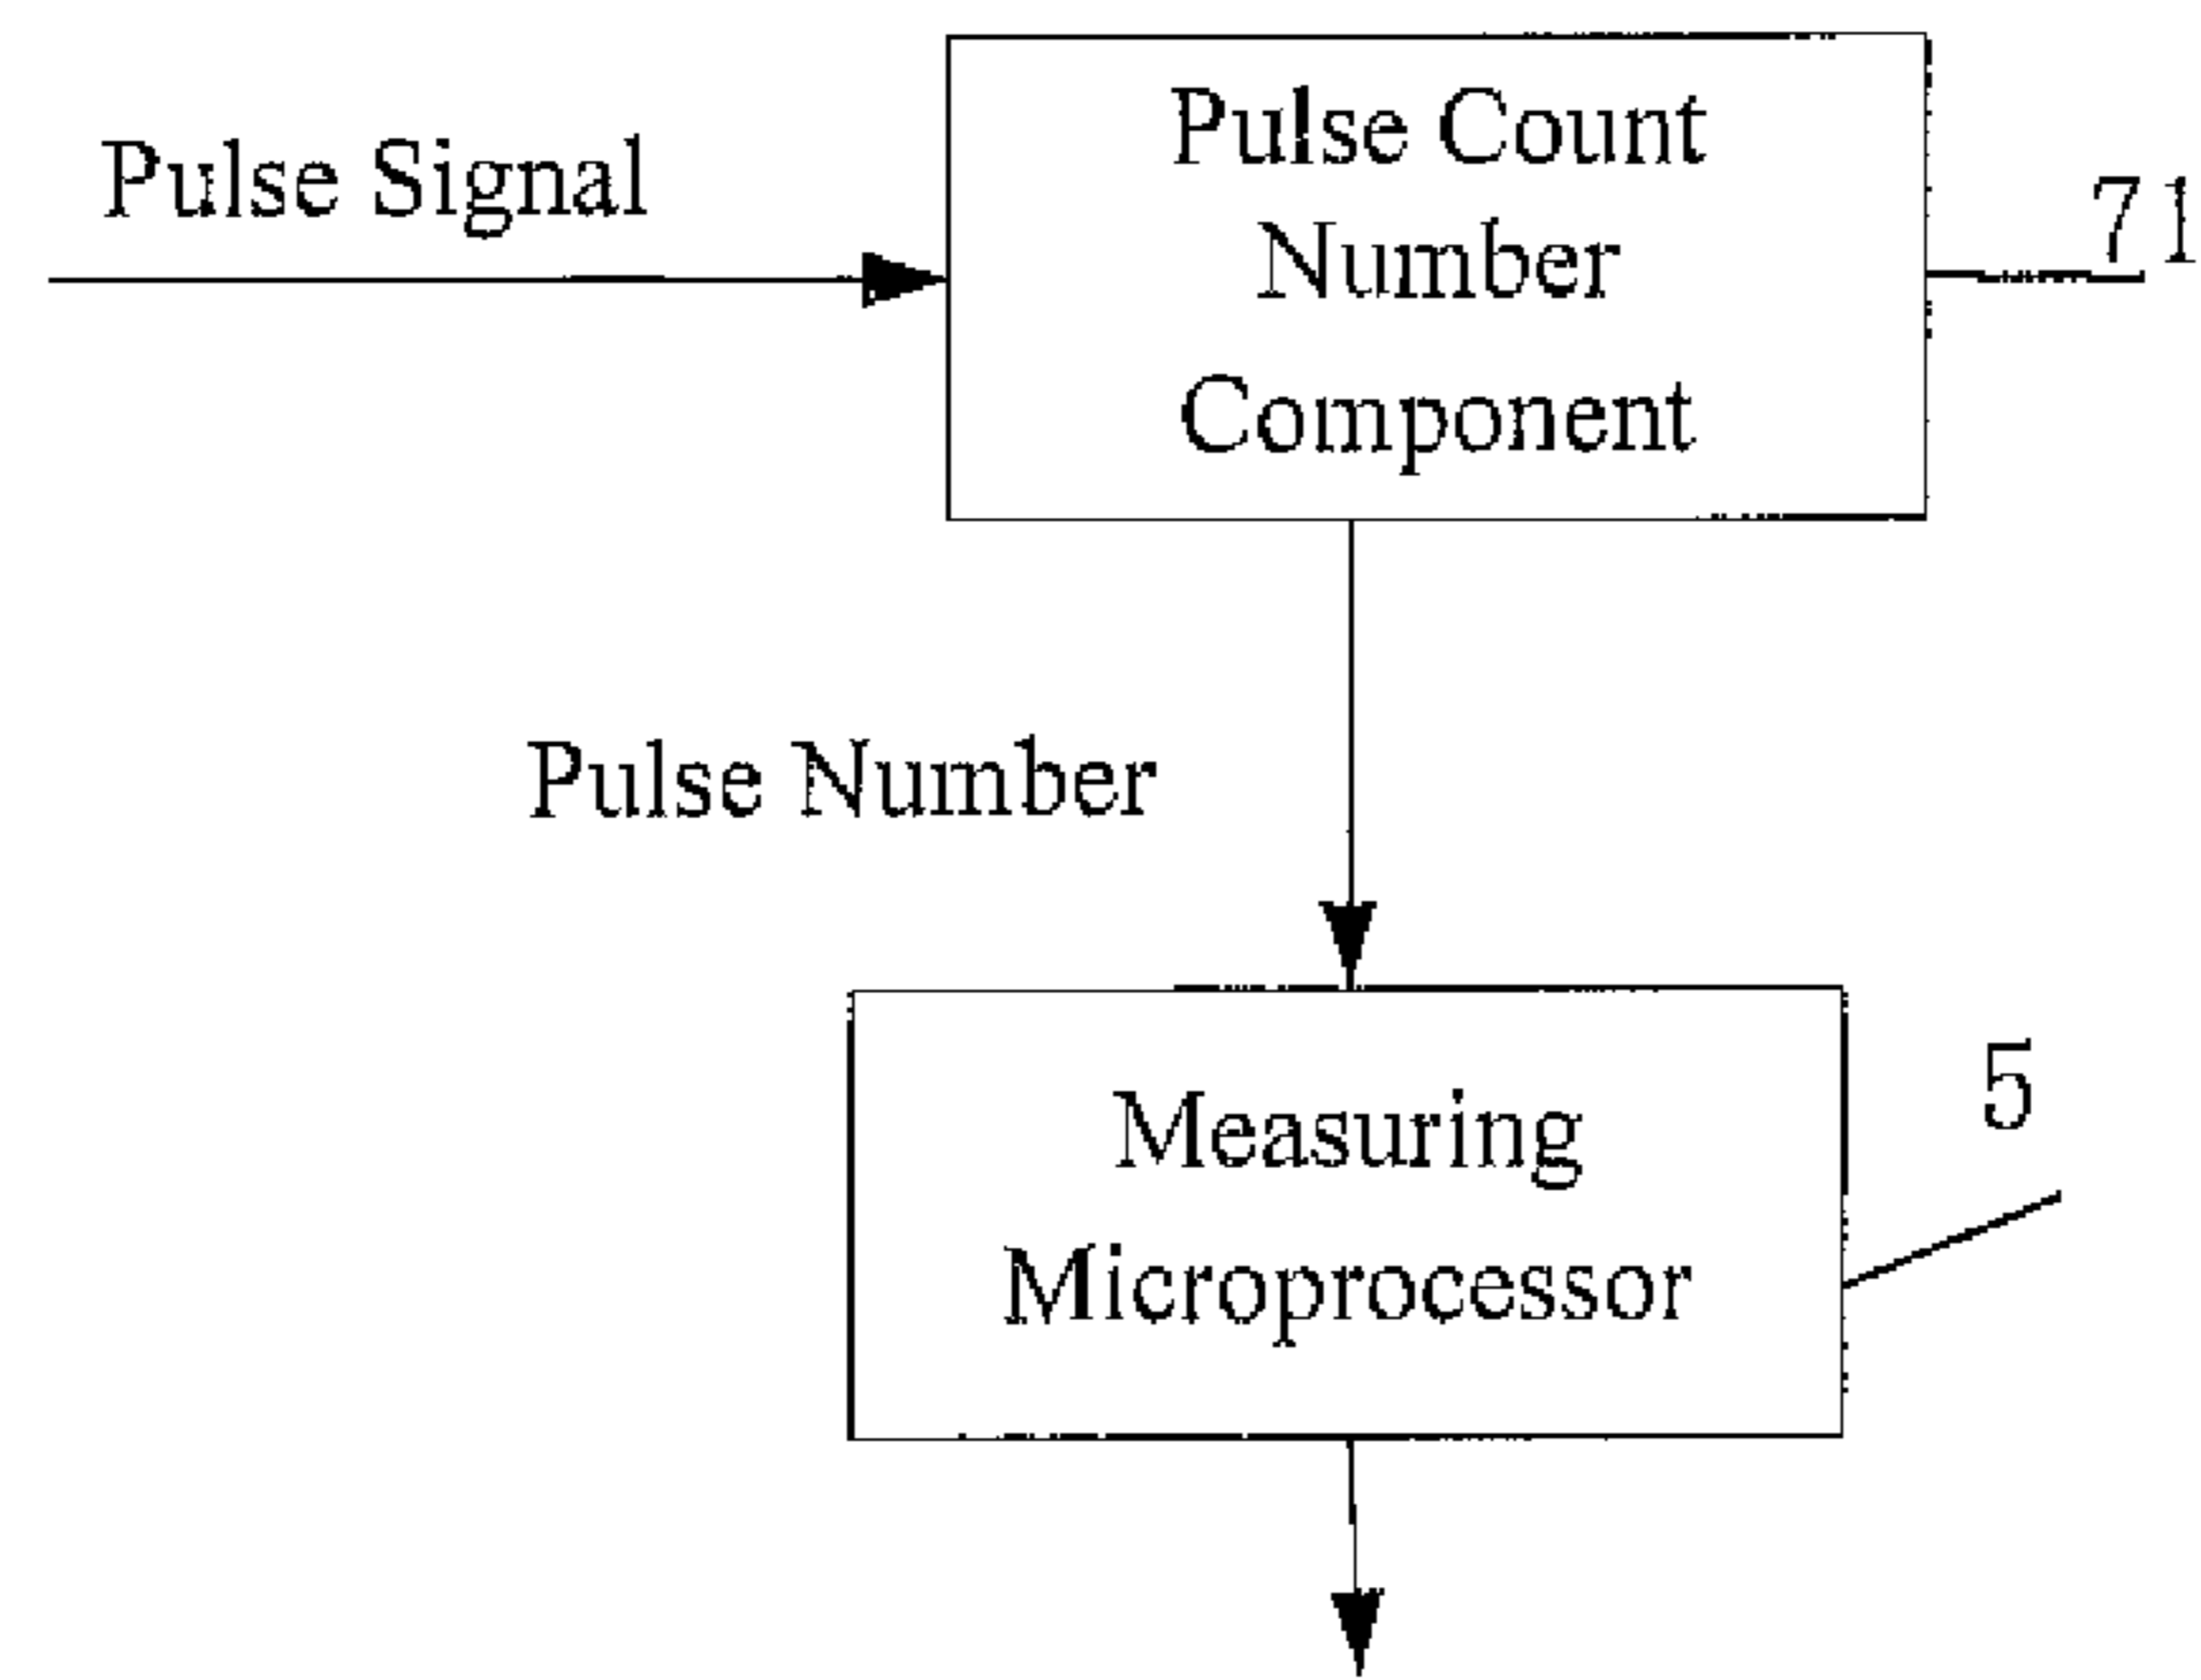 Pulse Signal
Pulse Count
Number
Component
71
Pulse Number
Measuring
Microprocessor
5